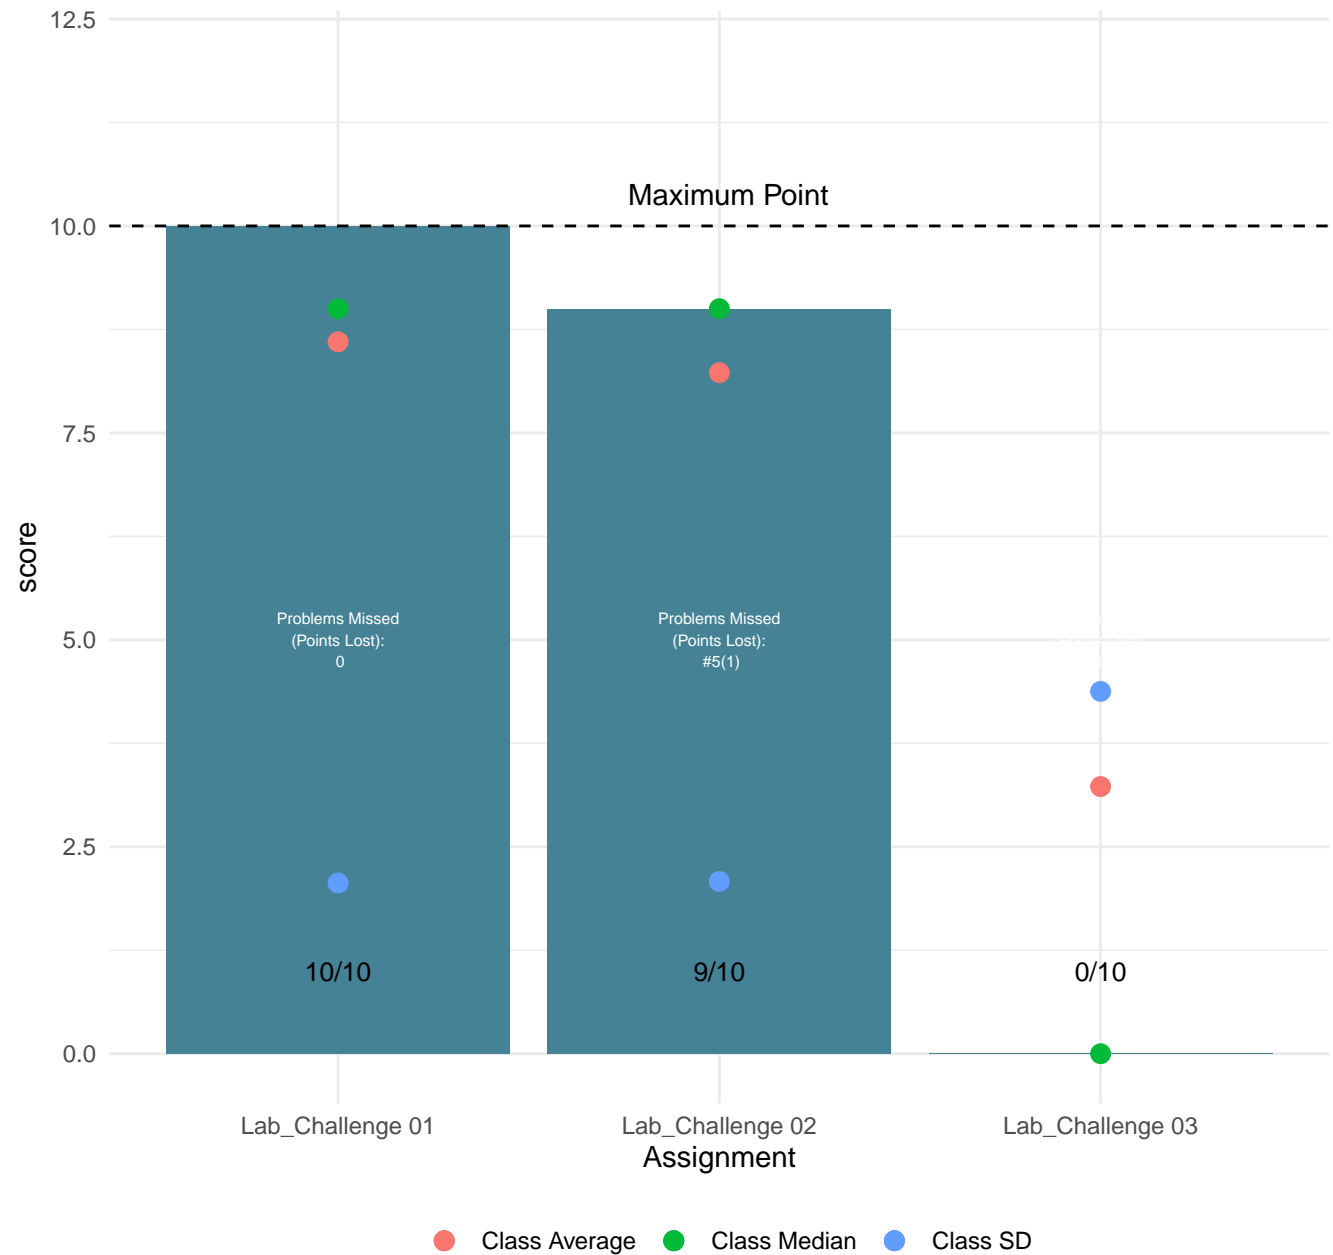 12.5
Maximum Point
10.0
7.5
score
Problems Missed
(Points Lost):
0
Problems Missed
(Points Lost):
#5(1)
5.0
2.5
10/10
9/10
0/10
0.0
Lab_Challenge 01
Lab_Challenge 02
Lab_Challenge 03
Assignment
Class Average
Class Median
Class SD